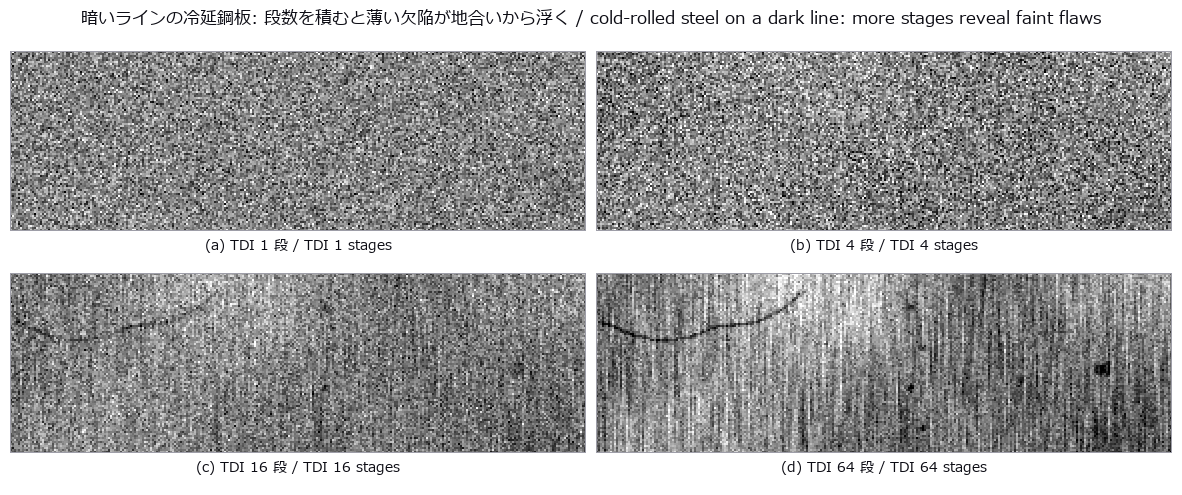 暗いラインの冷延鋼板: 段数を積むと薄い欠陥が地合いから浮く / cold-rolled steel on a dark line: more stages reveal faint flaws
(a) TDI 1 段 / TDI 1 stages
(b) TDI 4 段 / TDI 4 stages
(c) TDI 16 段 / TDI 16 stages
(d) TDI 64 段 / TDI 64 stages